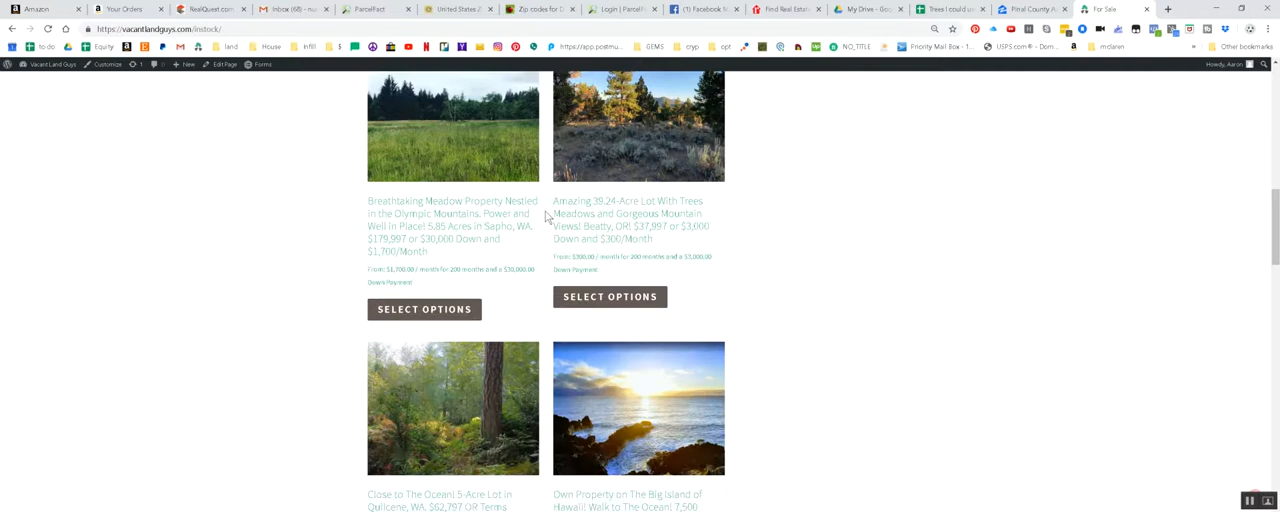 Amazon
Your Orders
RealQuest.com
Inbox (68)
ParcelFact
United States Z
Zip codes for D
Login | ParcelF
(1) Facebook M
Find Real Estat
My Drive - Goo
Trees I could u
Pinal County A
For Sale
https://vacantlandguys.com/instock/
to do
Equity
land
House
Infill
$
https://app.postmu...
GEMS
cryp
opt
NO_TITLE
Priority Mail Box - 1...
USPS.com® - Dom...
mclaren
Other bookmarks
Vacant Land Guys
Customize
1
0
New
Edit Page
Forms
Howdy, Aaron
Breathtaking Meadow Property Nestled
in the Olympic Mountains. Power and
Well in Place! 5.85 Acres in Sapho, WA.
$179,997 or $30,000 Down and
$1,700/Month
From: $1,700.00 / month for 200 months and a $30,000.00
Down Payment
SELECT OPTIONS
Amazing 39.24-Acre Lot With Trees
Meadows and Gorgeous Mountain
Views! Beatty, OR! $37,997 or $3,000
Down and $300/Month
From: $300.00 / month for 200 months and a $3,000.00
Down Payment
SELECT OPTIONS
Close to The Ocean! 5-Acre Lot in
Quilcene, WA. $62,797 OR Terms
Own Property on The Big Island of
Hawaii! Walk to The Ocean! 7,500